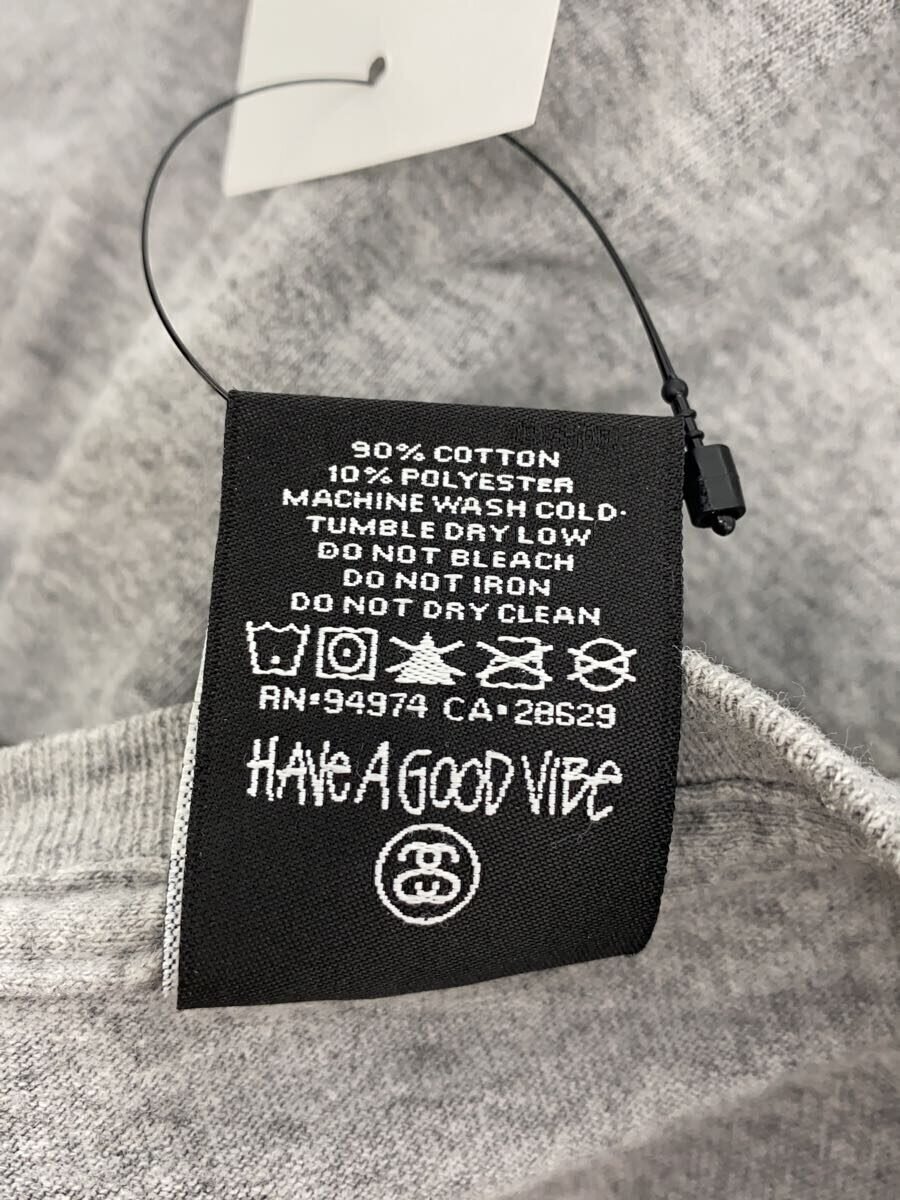 90% COTTON
10% POLYESTER
MACHINE WASH COLD·
TUMBLE DRY LOW
DO NOT BLEACH
DO NOT IRON
DO NOT DRY CLEAN
RN:94974 CA:28629
HAVE A GOOD VIBE